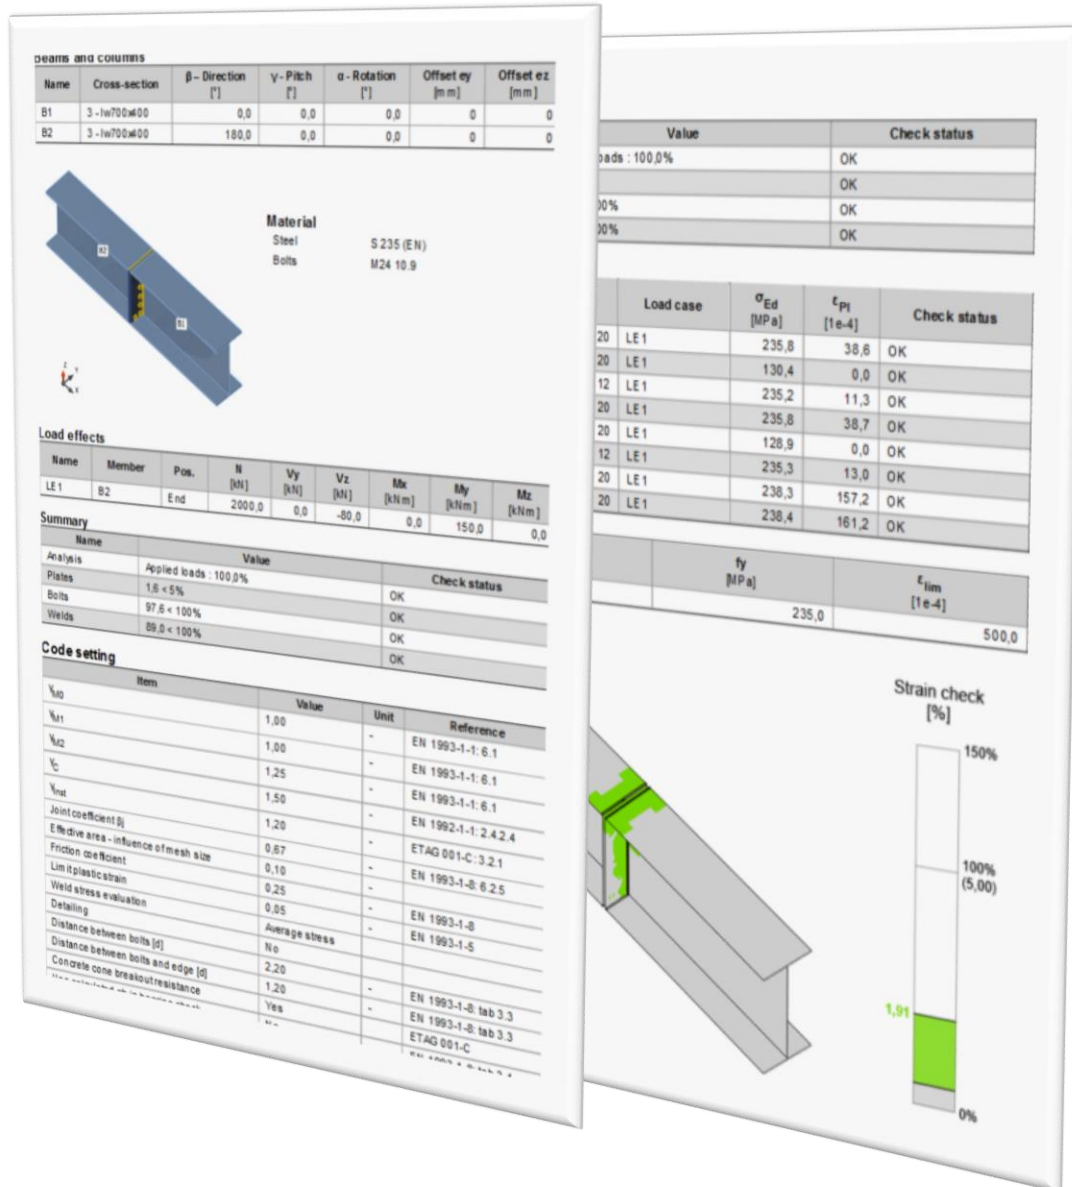 Beams and columns
Name Cross-section β – Direction [°] γ - Pitch [°] α - Rotation [°] Offset ey [mm] Offset ez [mm]
B1 3 - Iw700x400 0,0 0,0 0,0 0 0
B2 3 - Iw700x400 180,0 0,0 0,0 0 0
B2
B1
Material
Steel S 235 (EN)
Bolts M24 10.9
z
y
x
Load effects
Name Member Pos. N [kN] Vy [kN] Vz [kN] Mx [kNm] My [kNm] Mz [kNm]
LE1 B2 End 2000,0 0,0 -80,0 0,0 150,0 0,0
Summary
Name Value Check status
Analysis Applied loads : 100,0% OK
Plates 1,6 < 5% OK
Bolts 97,6 < 100% OK
Welds 89,0 < 100% OK
Code setting
Item Value Unit Reference
γM0 1,00 - EN 1993-1-1: 6.1
γM1 1,00 - EN 1993-1-1: 6.1
γM2 1,25 - EN 1993-1-1: 6.1
γC 1,50 - EN 1992-1-1: 2.4.2.4
γInst 1,20 - ETAG 001-C: 3.2.1
Joint coefficient βj 0,67 - EN 1993-1-8: 6.2.5
Effective area - influence of mesh size 0,10 -
Friction coefficient 0,25 - EN 1993-1-8
Limit plastic strain 0,05 - EN 1993-1-5
Weld stress evaluation Average stress
Detailing No
Distance between bolts [d] 2,20 - EN 1993-1-8: tab 3.3
Distance between bolts and edge [d] 1,20 - EN 1993-1-8: tab 3.3
Concrete cone breakout resistance Yes ETAG 001-C
Value Check status
oads : 100,0% OK
OK
00% OK
00% OK
Load case σEd [MPa] εPl [1e-4] Check status
20 LE1 235,8 38,6 OK
20 LE1 130,4 0,0 OK
12 LE1 235,2 11,3 OK
20 LE1 235,8 38,7 OK
20 LE1 128,9 0,0 OK
12 LE1 235,3 13,0 OK
20 LE1 238,3 157,2 OK
20 LE1 238,4 161,2 OK
fy [MPa] εlim [1e-4]
235,0 500,0
Strain check
[%]
150%
100%
(5,00)
1,91
0%